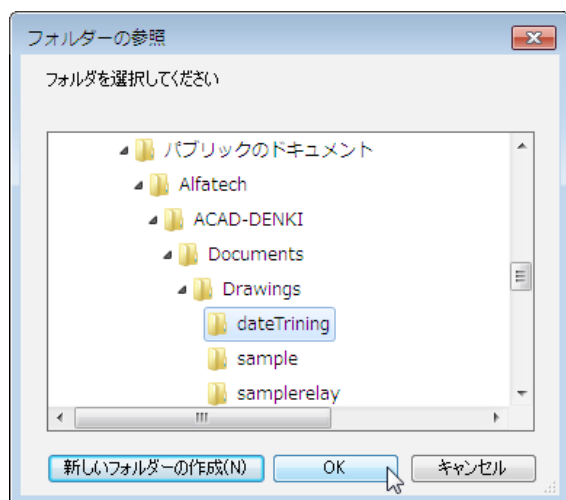 フォルダーの参照
フォルダを選択してください
パブリックのドキュメント
Alfatech
ACAD-DENKI
Documents
Drawings
dateTrining
sample
samplerelay
新しいフォルダーの作成(N) OK キャンセル